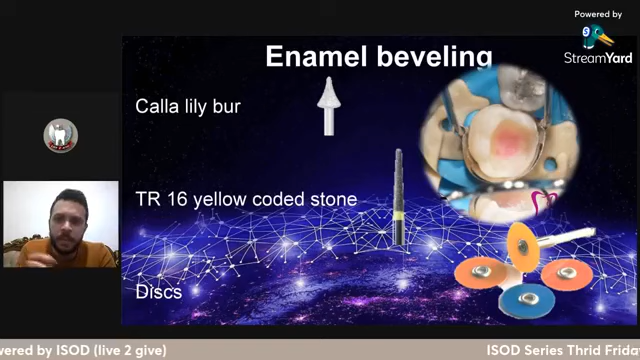 Powered by
StreamYard
Enamel beveling
Calla lily bur
TR 16 yellow coded stone
Discs
wered by ISOD (live 2 give)
ISOD Series Thrid Friday